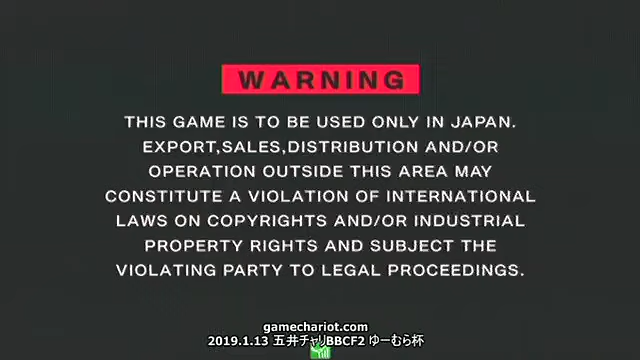 WARNING
THIS GAME IS TO BE USED ONLY IN JAPAN.
EXPORT,SALES,DISTRIBUTION AND/OR
OPERATION OUTSIDE THIS AREA MAY
CONSTITUTE A VIOLATION OF INTERNATIONAL
LAWS ON COPYRIGHTS AND/OR INDUSTRIAL
PROPERTY RIGHTS AND SUBJECT THE
VIOLATING PARTY TO LEGAL PROCEEDINGS.
gamechariot.com
2019.1.13 五井チャリBBCF2 ゆーむら杯